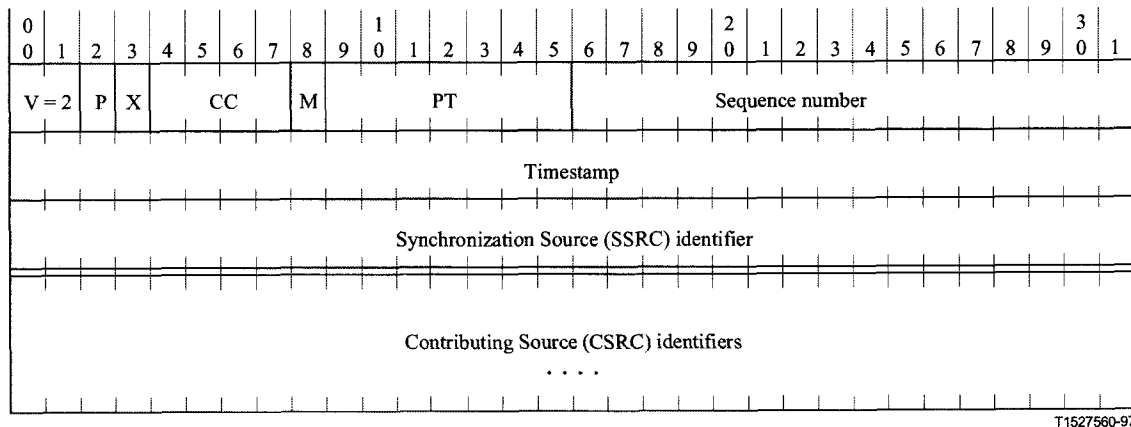 0 1 2 3
0 1 2 3 4 5 6 7 8 9 0 1 2 3 4 5 6 7 8 9 0 1 2 3 4 5 6 7 8 9 0 1
V = 2 P X CC M PT Sequence number
Timestamp
Synchronization Source (SSRC) identifier
Contributing Source (CSRC) identifiers
. . . .
T1527560-97